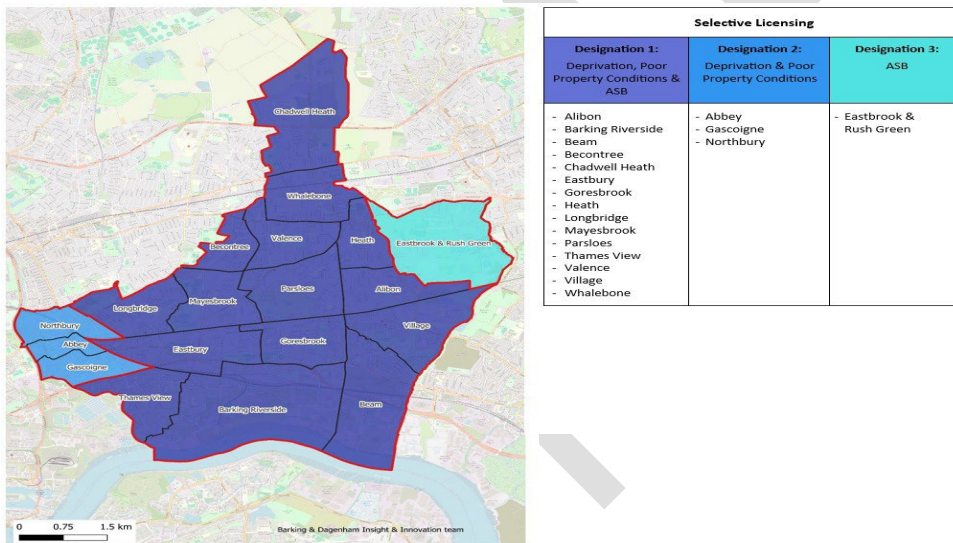 Chadwell Heath
Whalebone
Valence
Heath
Eastbrook & Rush Green
Becontree
Mayesbrook
Parsloes
Alibon
Longbridge
Northbury
Village
Abbey
Goresbrook
Eastbury
Gascoigne
Thames View
Barking Riverside
Beam
0 0.75 1.5 km
Barking & Dagenham Insight & Innovation team
Selective Licensing
Designation 1:
Deprivation, Poor
Property Conditions &
ASB
Designation 2:
Deprivation & Poor
Property Conditions
Designation 3:
ASB
- Alibon
- Barking Riverside
- Beam
- Becontree
- Chadwell Heath
- Eastbury
- Goresbrook
- Heath
- Longbridge
- Mayesbrook
- Parsloes
- Thames View
- Valence
- Village
- Whalebone
- Abbey
- Gascoigne
- Northbury
- Eastbrook &
Rush Green